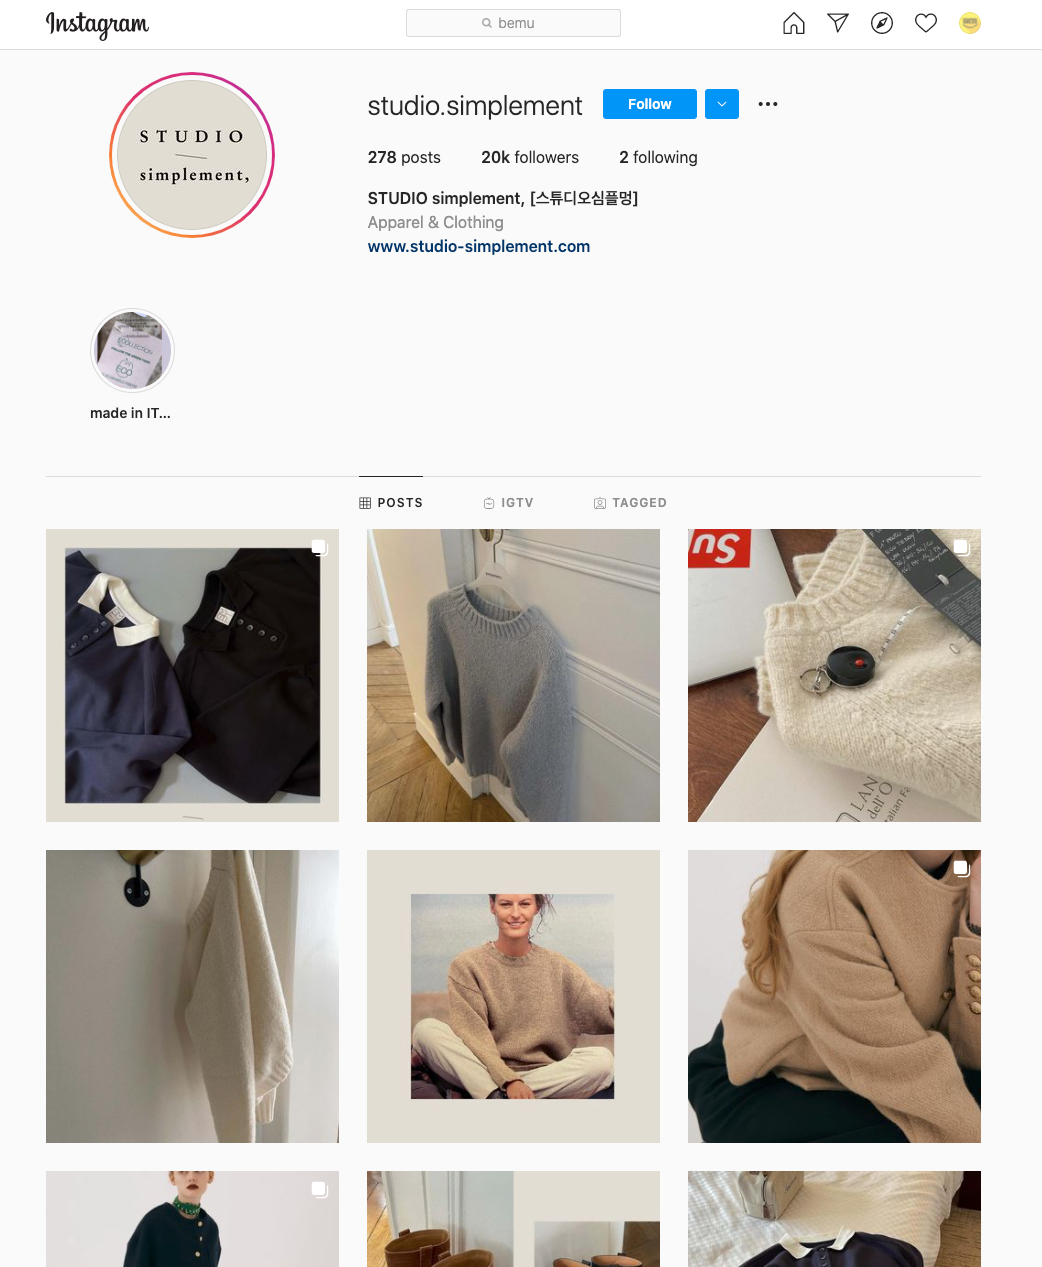 Instagram
bemu
STUDIO
simplement,
studio.simplement
Follow
278 posts
20k followers
2 following
STUDIO simplement, [스튜디오심플멍]
Apparel & Clothing
www.studio-simplement.com
ECO
made in IT...
POSTS
IGTV
TAGGED
LAN
dell'O